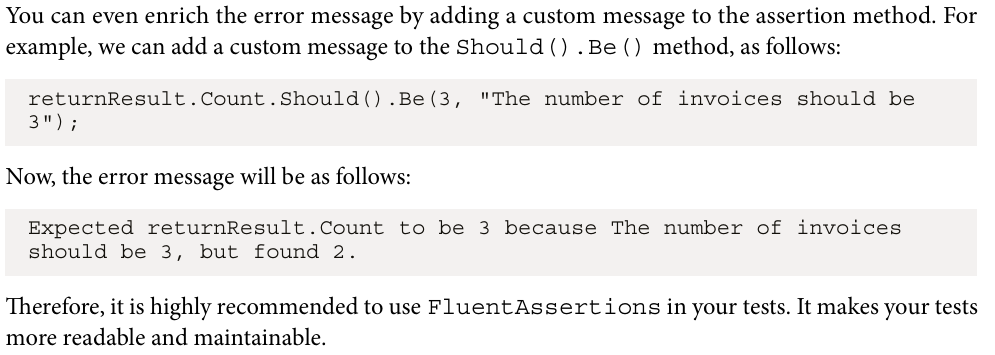 You can even enrich the error message by adding a custom message to the assertion method. For
example, we can add a custom message to the Should().Be() method, as follows:
returnResult.Count.Should().Be(3, "The number of invoices should be
3");
Now, the error message will be as follows:
Expected returnResult.Count to be 3 because The number of invoices
should be 3, but found 2.
Therefore, it is highly recommended to use FluentAssertions in your tests. It makes your tests
more readable and maintainable.